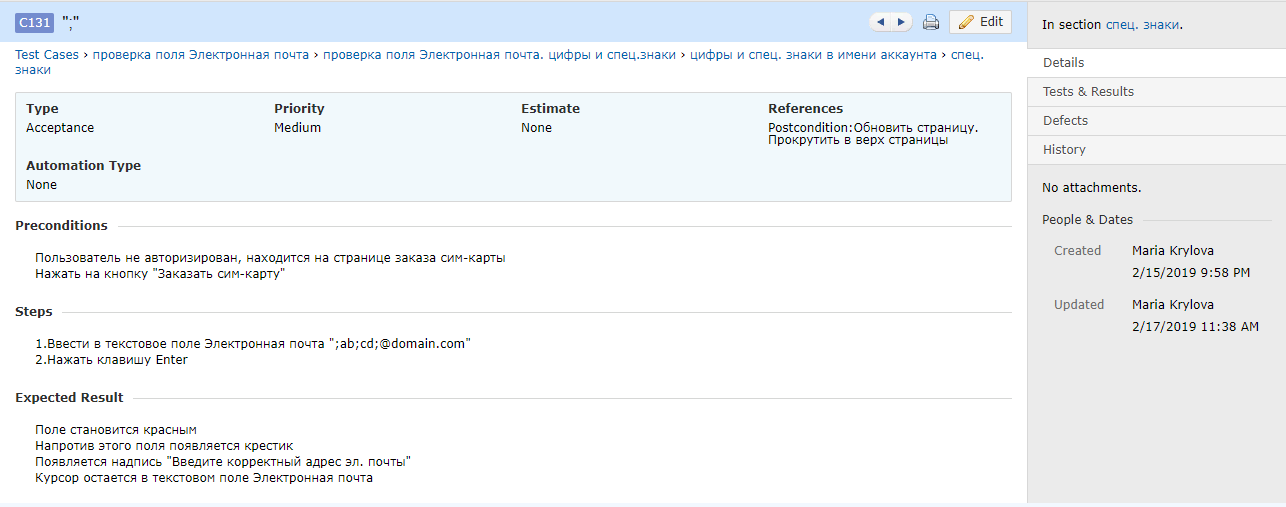 C131 ";"
Edit
Test Cases › проверка поля Электронная почта › проверка поля Электронная почта. цифры и спец.знаки › цифры и спец. знаки в имени аккаунта › спец.
знаки
Type
Acceptance
Priority
Medium
Estimate
None
References
Postcondition:Обновить страницу.
Прокрутить в верх страницы
Automation Type
None
Preconditions
Пользователь не авторизирован, находится на странице заказа сим-карты
Нажать на кнопку "Заказать сим-карту"
Steps
1.Ввести в текстовое поле Электронная почта ";ab;cd;@domain.com"
2.Нажать клавишу Enter
Expected Result
Поле становится красным
Напротив этого поля появляется крестик
Появляется надпись "Введите корректный адрес эл. почты"
Курсор остается в текстовом поле Электронная почта
In section спец. знаки.
Details
Tests & Results
Defects
History
No attachments.
People & Dates
Created Maria Krylova
2/15/2019 9:58 PM
Updated Maria Krylova
2/17/2019 11:38 AM